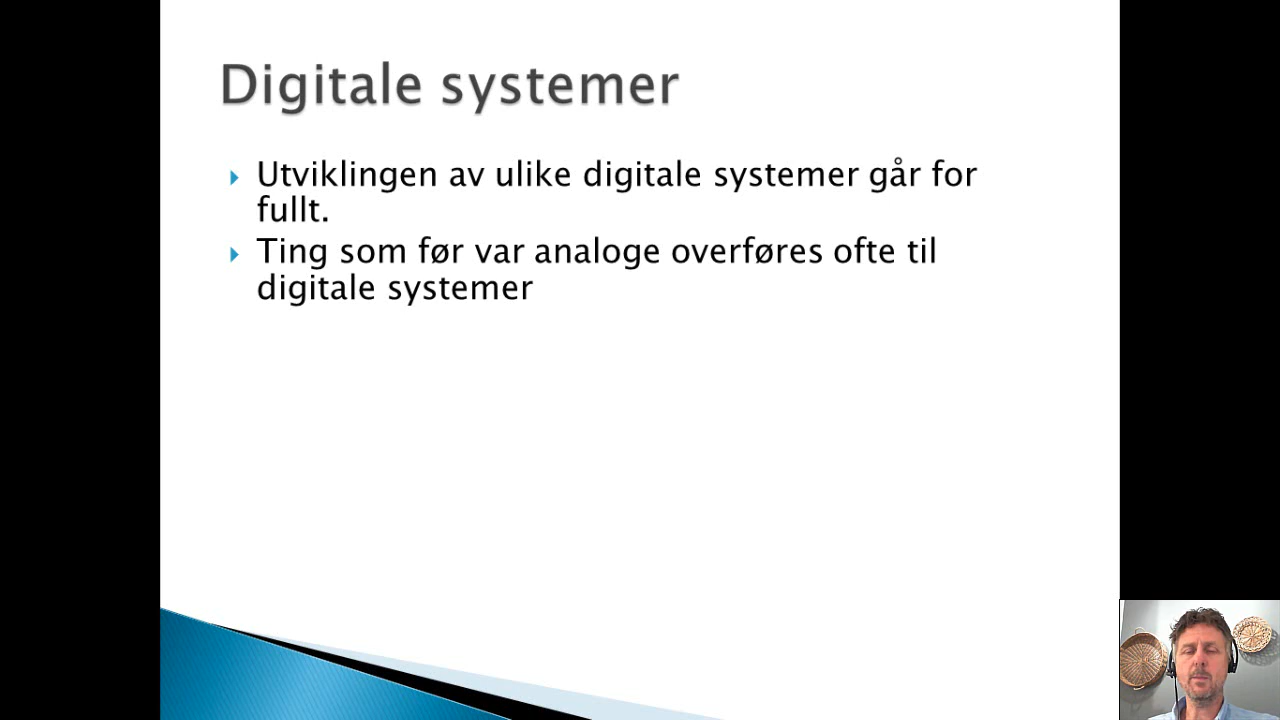 Digitale systemer
Utviklingen av ulike digitale systemer går for
fullt.
Ting som før var analoge overføres ofte til
digitale systemer